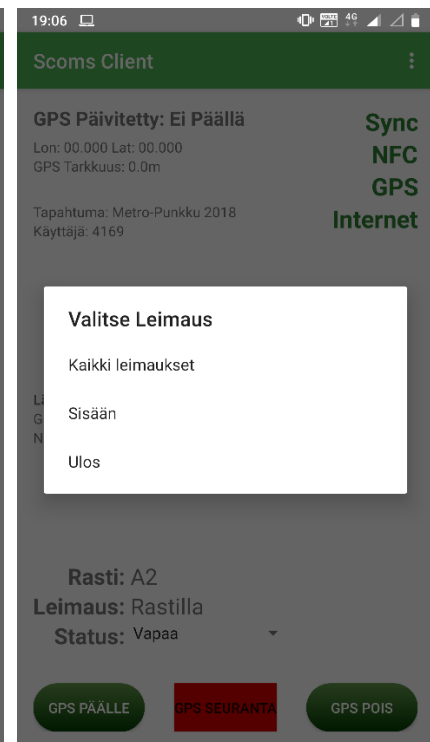 19:06
VoLTE
4G
Scoms Client
GPS Päivitetty: Ei Päällä
Lon: 00.000 Lat: 00.000
GPS Tarkkuus: 0.0m
Tapahtuma: Metro-Punkku 2018
Käyttäjä: 4169
Sync
NFC
GPS
Internet
Valitse Leimaus
Kaikki leimaukset
Sisään
Ulos
Rasti: A2
Leimaus: Rastilla
Status: Vapaa
GPS PÄÄLLE
GPS SEURANTA
GPS POIS